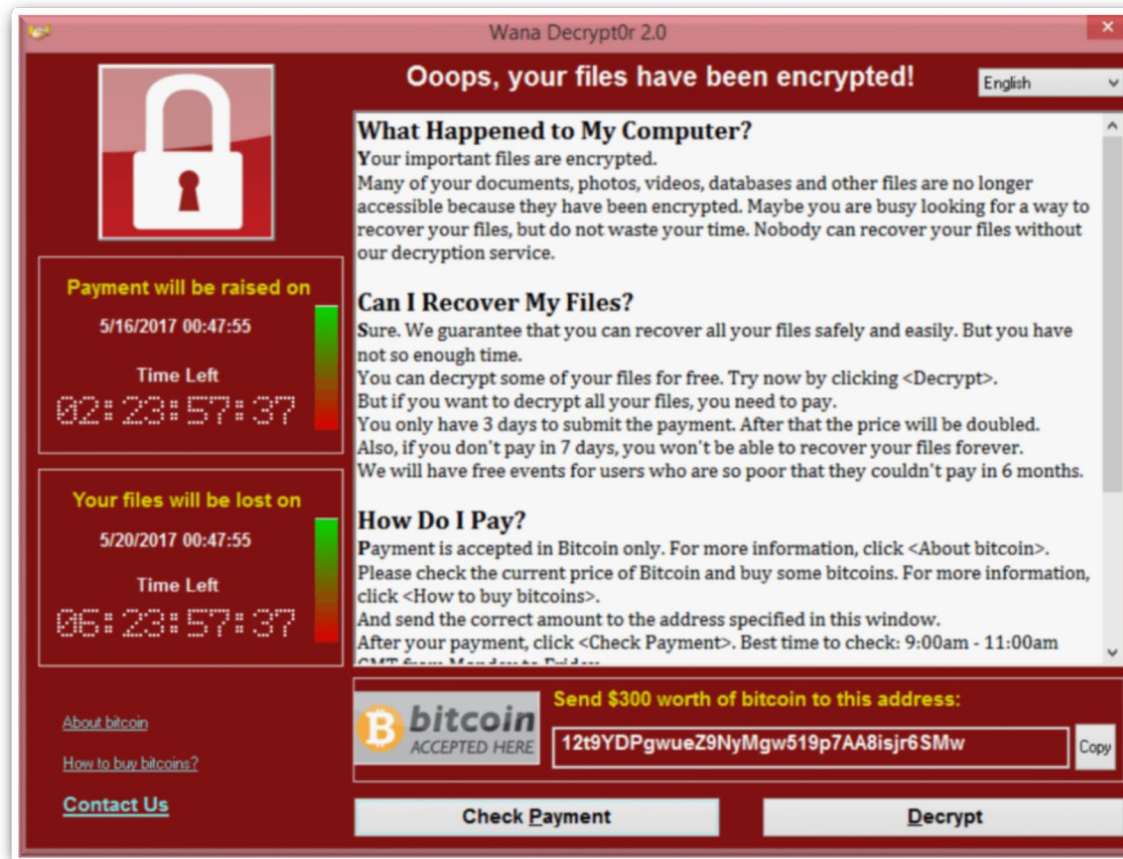 Wana Decrypt0r 2.0
Ooops, your files have been encrypted!
English
What Happened to My Computer?
Your important files are encrypted.
Many of your documents, photos, videos, databases and other files are no longer
accessible because they have been encrypted. Maybe you are busy looking for a way to
recover your files, but do not waste your time. Nobody can recover your files without
our decryption service.
Can I Recover My Files?
Sure. We guarantee that you can recover all your files safely and easily. But you have
not so enough time.
You can decrypt some of your files for free. Try now by clicking <Decrypt>.
But if you want to decrypt all your files, you need to pay.
You only have 3 days to submit the payment. After that the price will be doubled.
Also, if you don't pay in 7 days, you won't be able to recover your files forever.
We will have free events for users who are so poor that they couldn't pay in 6 months.
How Do I Pay?
Payment is accepted in Bitcoin only. For more information, click <About bitcoin>.
Please check the current price of Bitcoin and buy some bitcoins. For more information,
click <How to buy bitcoins>.
And send the correct amount to the address specified in this window.
After your payment, click <Check Payment>. Best time to check: 9:00am - 11:00am
GMT from Monday to Friday.
Payment will be raised on
5/16/2017 00:47:55
Time Left
02:23:57:37
Your files will be lost on
5/20/2017 00:47:55
Time Left
06:23:57:37
About bitcoin
How to buy bitcoins?
Contact Us
bitcoin
ACCEPTED HERE
Send $300 worth of bitcoin to this address:
12t9YDPgwueZ9NyMgw519p7AA8isjr6SMw
Copy
Check Payment
Decrypt